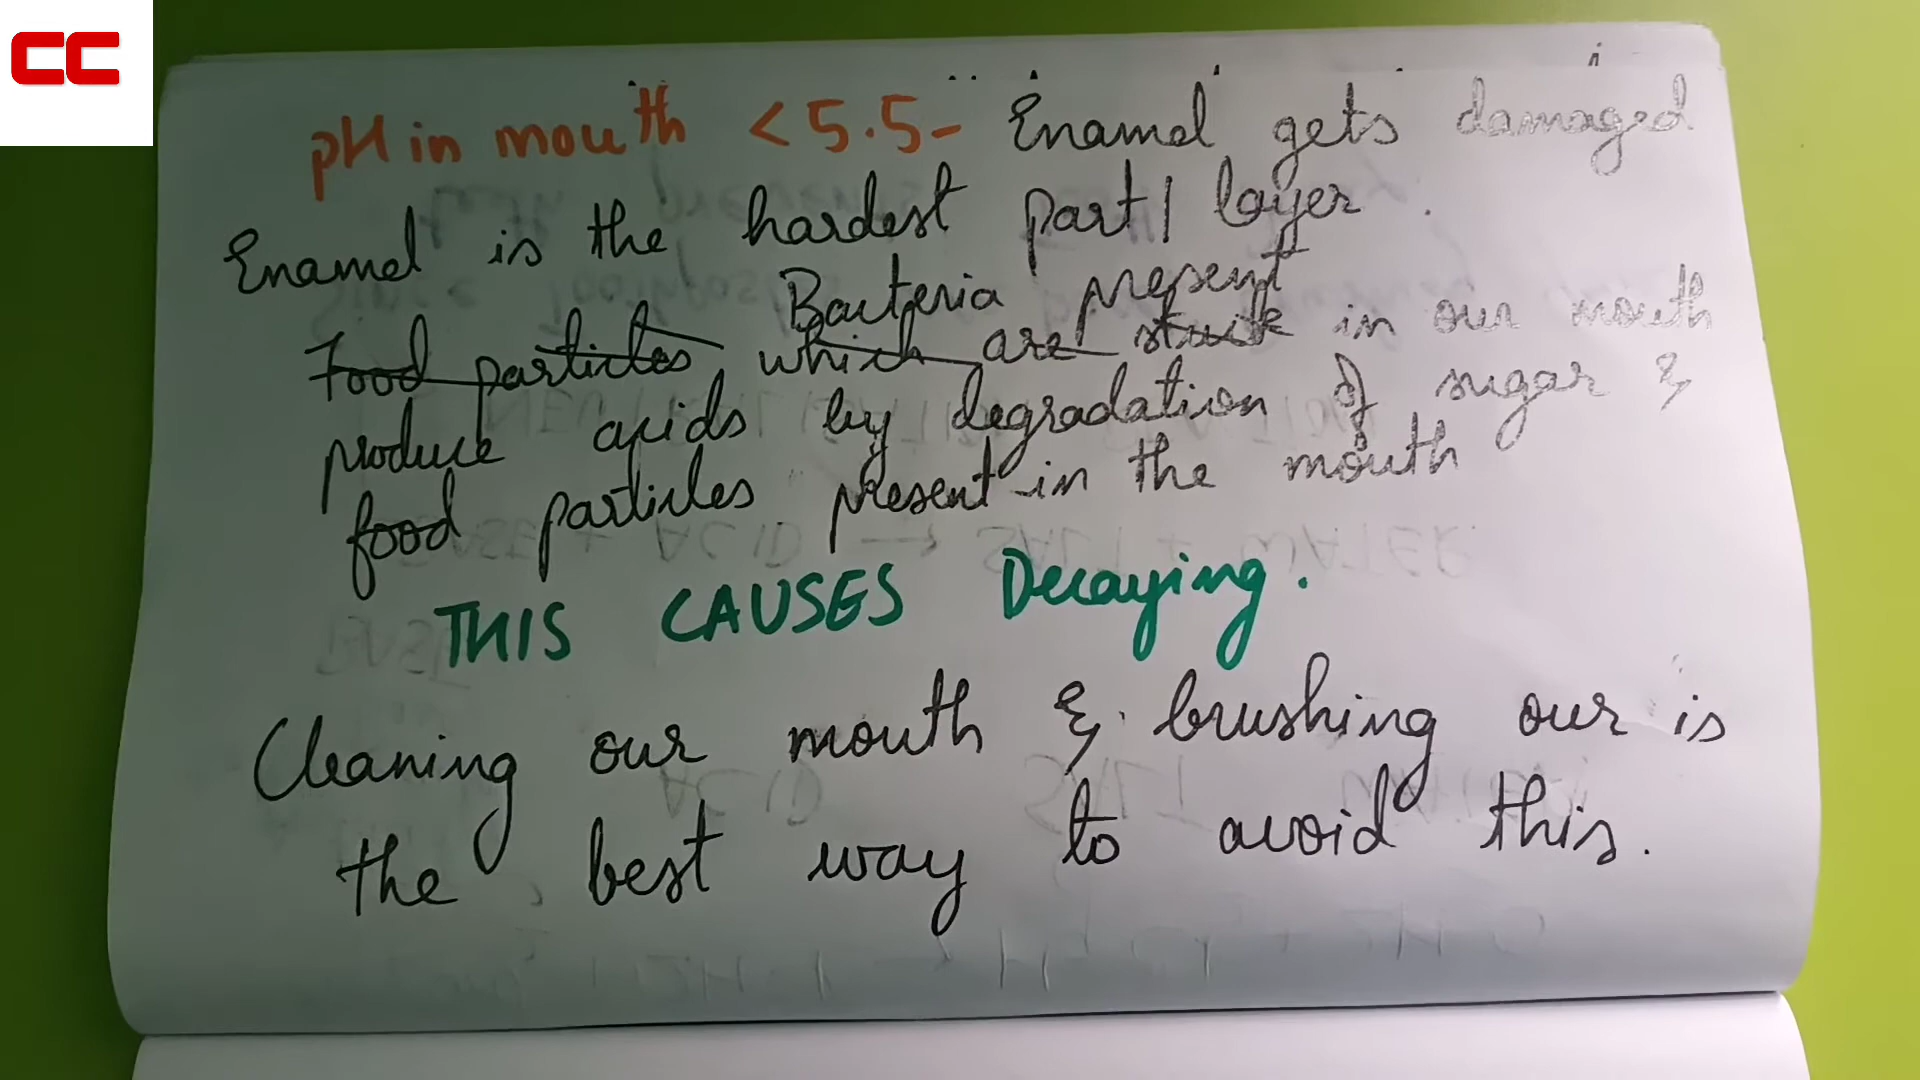 CC
pH in mouth < 5.5 - Enamel gets damaged
Enamel is the hardest part / layer.
Bacteria present
Food particles which are stuck in our mouth
produce acids by degradation of sugar &
food particles present in the mouth
THIS CAUSES Decaying.
Cleaning our mouth & brushing our is
the best way to avoid this.